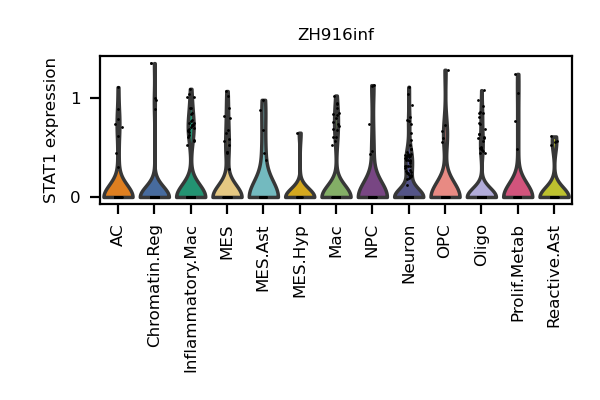 ZH916inf
STAT1 expression
1
0
AC
Chromatin.Reg
Inflammatory.Mac
MES
MES.Ast
MES.Hyp
Mac
NPC
Neuron
OPC
Oligo
Prolif.Metab
Reactive.Ast